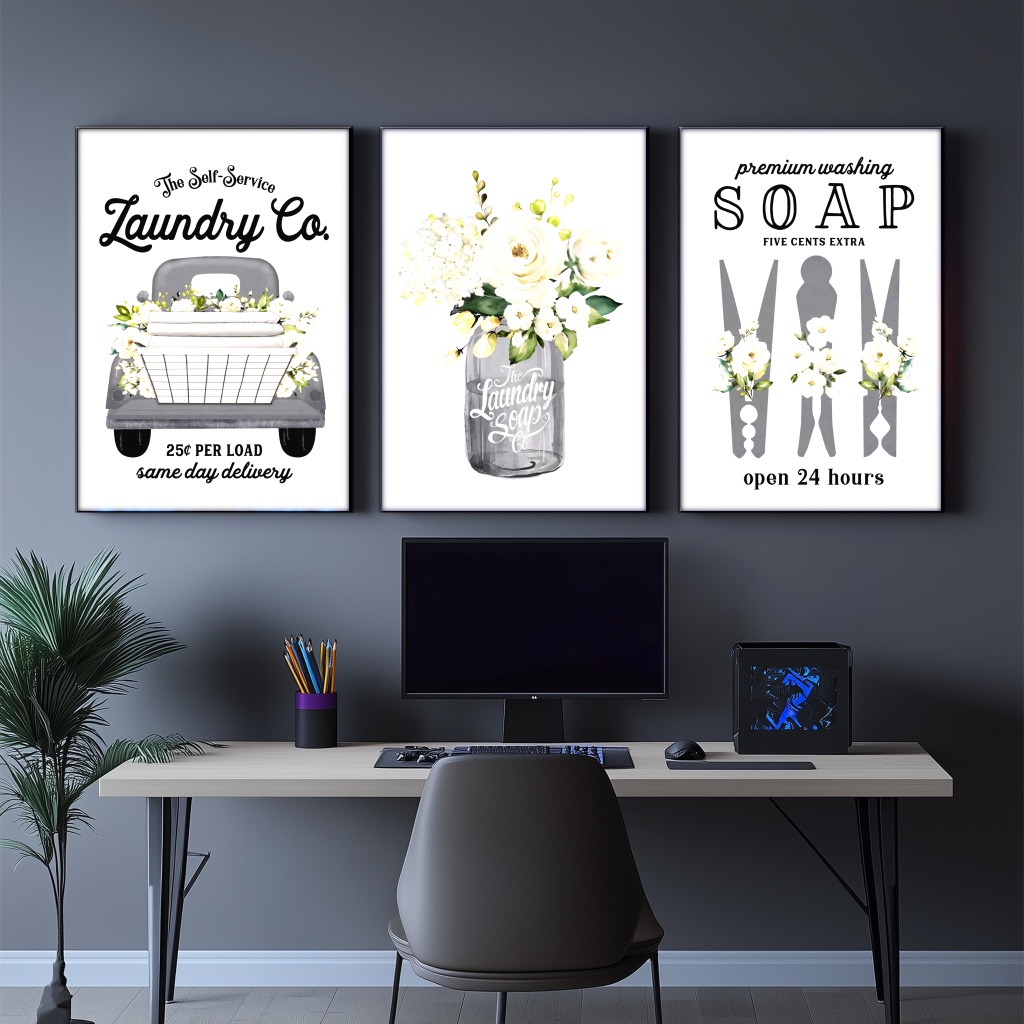 The Self-Service
Laundry Co.
25¢ PER LOAD
same day delivery
The
Laundry
Soap
Co
premium washing
SOAP
FIVE CENTS EXTRA
open 24 hours